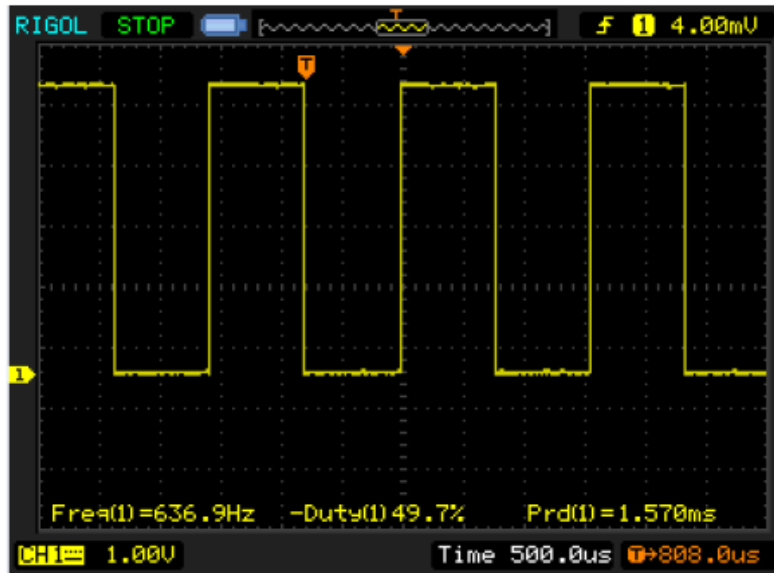 RIGOL STOP T 1 4.00mV
T
1
Freq(1)=636.9Hz -Duty(1)49.7% Prd(1)=1.570ms
CH1 1.00V Time 500.0us T→808.0us